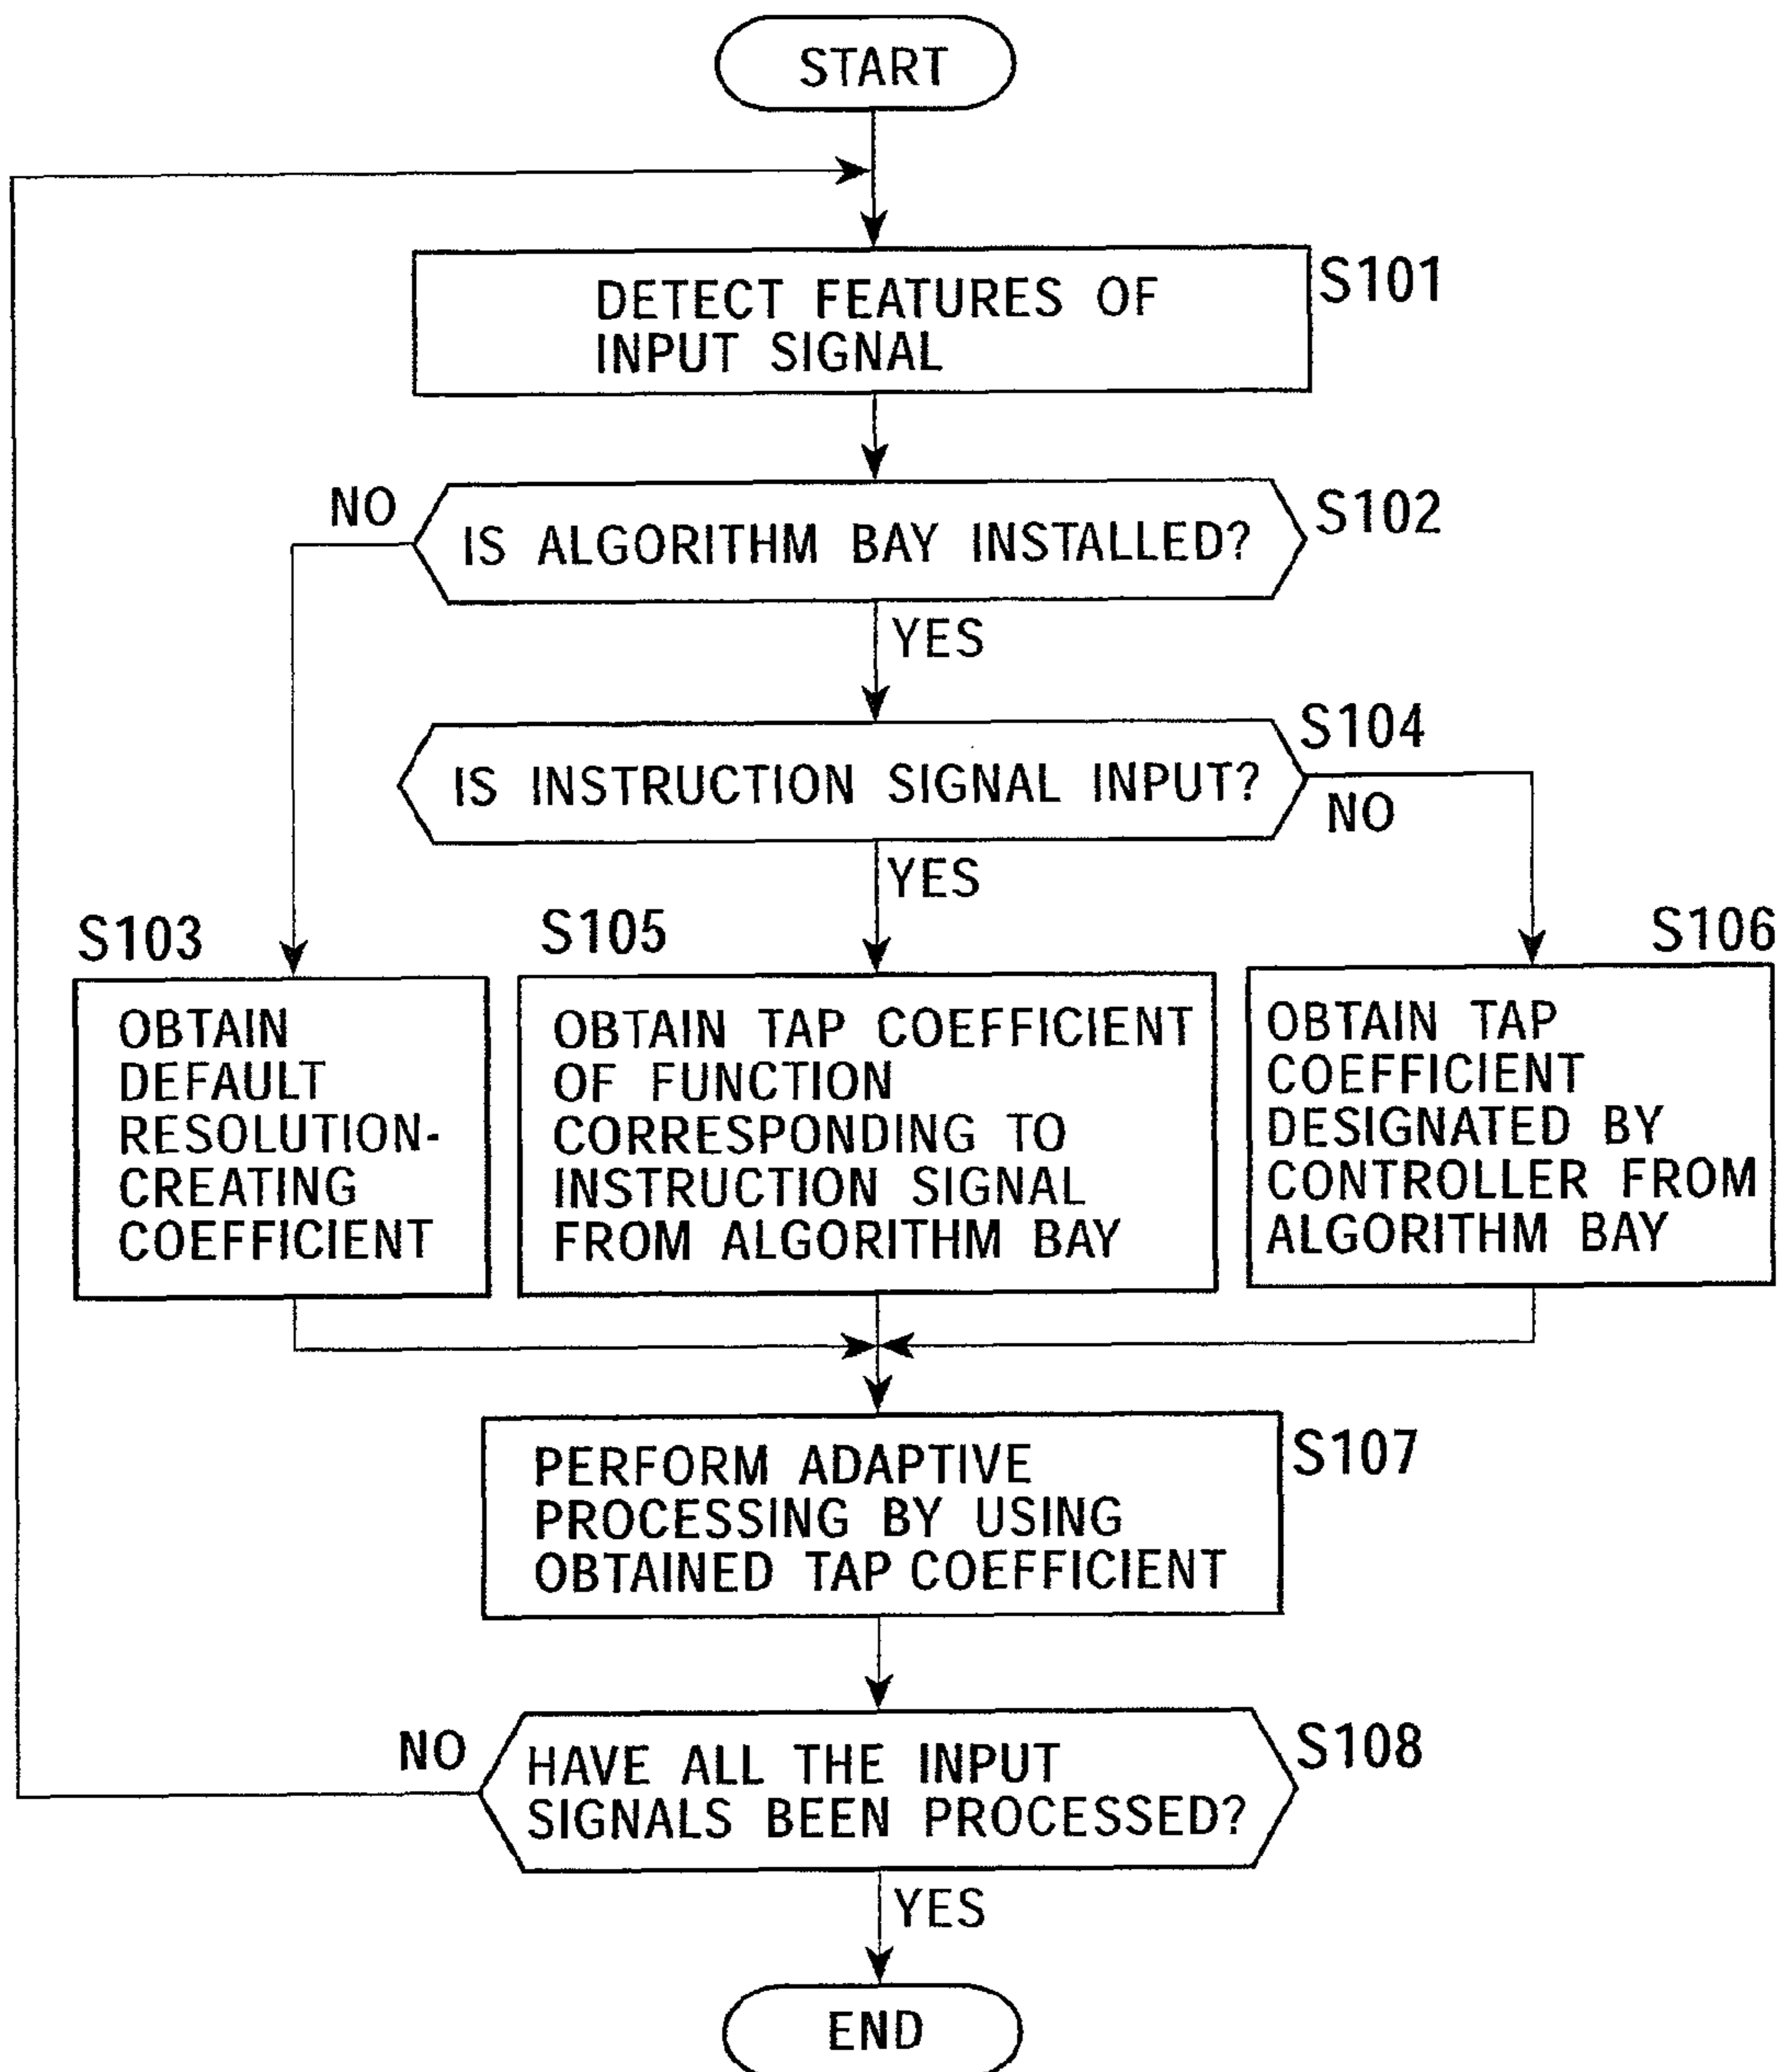 START
DETECT FEATURES OF
INPUT SIGNAL
S101
NO
IS ALGORITHM BAY INSTALLED?
S102
YES
IS INSTRUCTION SIGNAL INPUT?
S104
NO
YES
S103
OBTAIN
DEFAULT
RESOLUTION-
CREATING
COEFFICIENT
S105
OBTAIN TAP COEFFICIENT
OF FUNCTION
CORRESPONDING TO
INSTRUCTION SIGNAL
FROM ALGORITHM BAY
S106
OBTAIN TAP
COEFFICIENT
DESIGNATED BY
CONTROLLER FROM
ALGORITHM BAY
PERFORM ADAPTIVE
PROCESSING BY USING
OBTAINED TAP COEFFICIENT
S107
NO
HAVE ALL THE INPUT
SIGNALS BEEN PROCESSED?
S108
YES
END